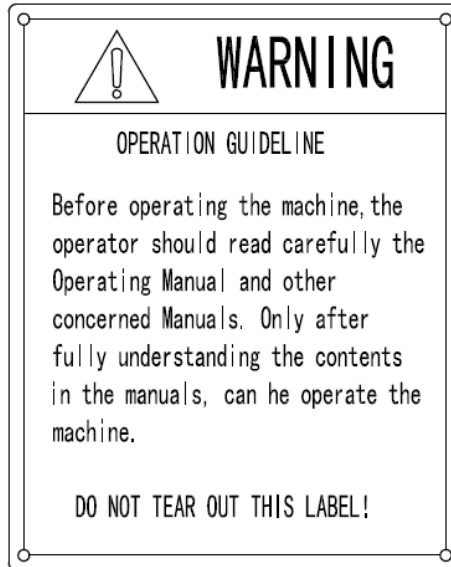 WARNING
OPERATION GUIDELINE
Before operating the machine, the
operator should read carefully the
Operating Manual and other
concerned Manuals. Only after
fully understanding the contents
in the manuals, can he operate the
machine.
DO NOT TEAR OUT THIS LABEL!